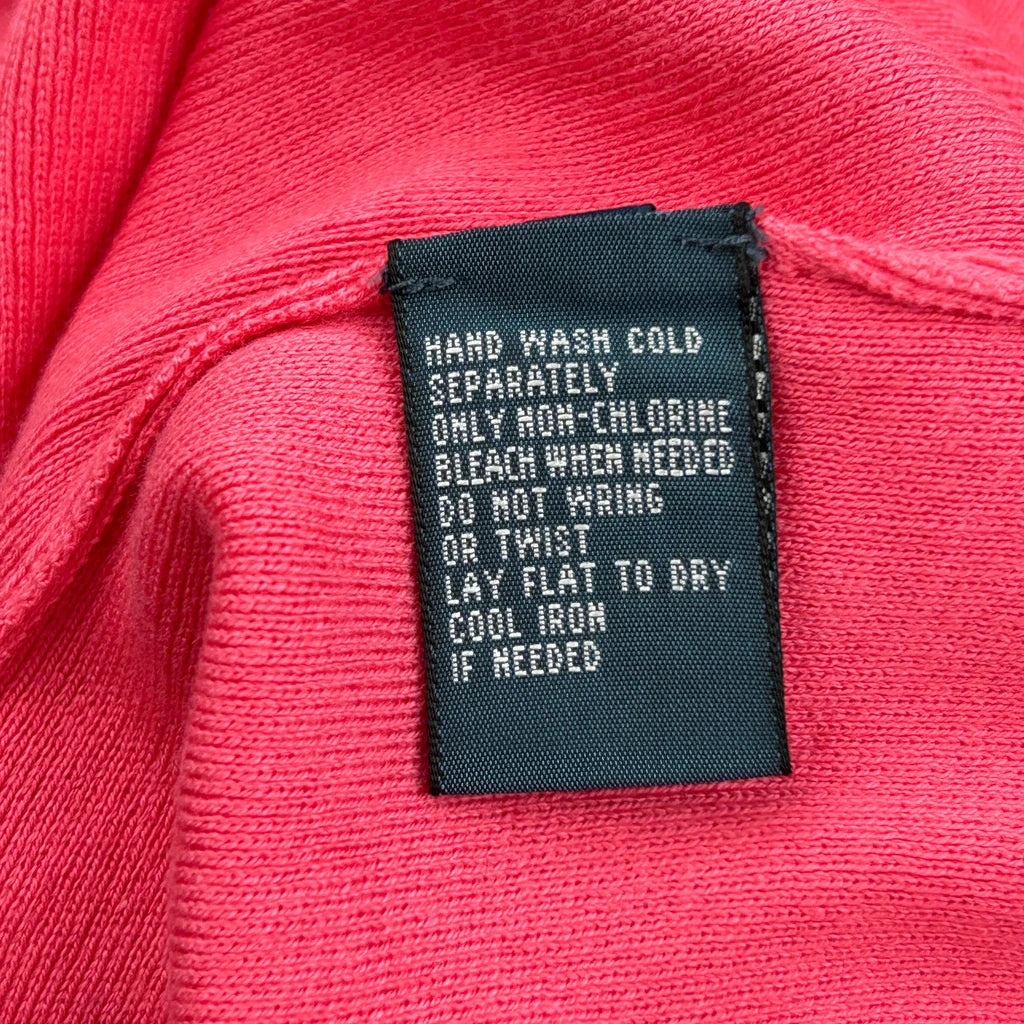 HAND WASH COLD
SEPARATELY
ONLY NON-CHLORINE
BLEACH WHEN NEEDED
DO NOT WRING
OR TWIST
LAY FLAT TO DRY
COOL IRON
IF NEEDED